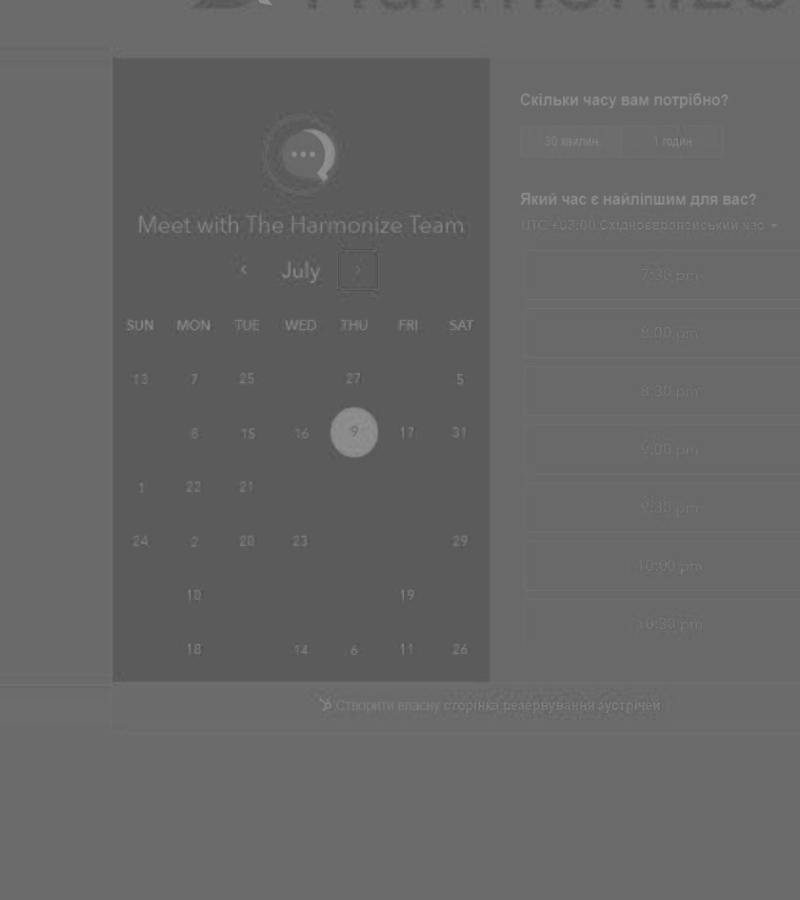 Harmonize
Meet with The Harmonize Team
July
SUN MON TUE WED THU FRI SAT
13 7 25 27 5
8 15 16 9 17 31
1 22 21
24 2 20 23 29
10 19
18 14 6 11 26
Скільки часу вам потрібно?
30 хвилин 1 годин
Який час є найліпшим для вас?
UTC +03:00 Східноєвропейський час
7:30 pm
8:00 pm
8:30 pm
9:00 pm
9:30 pm
10:00 pm
10:30 pm
Створити власну сторінка резервування зустрічей